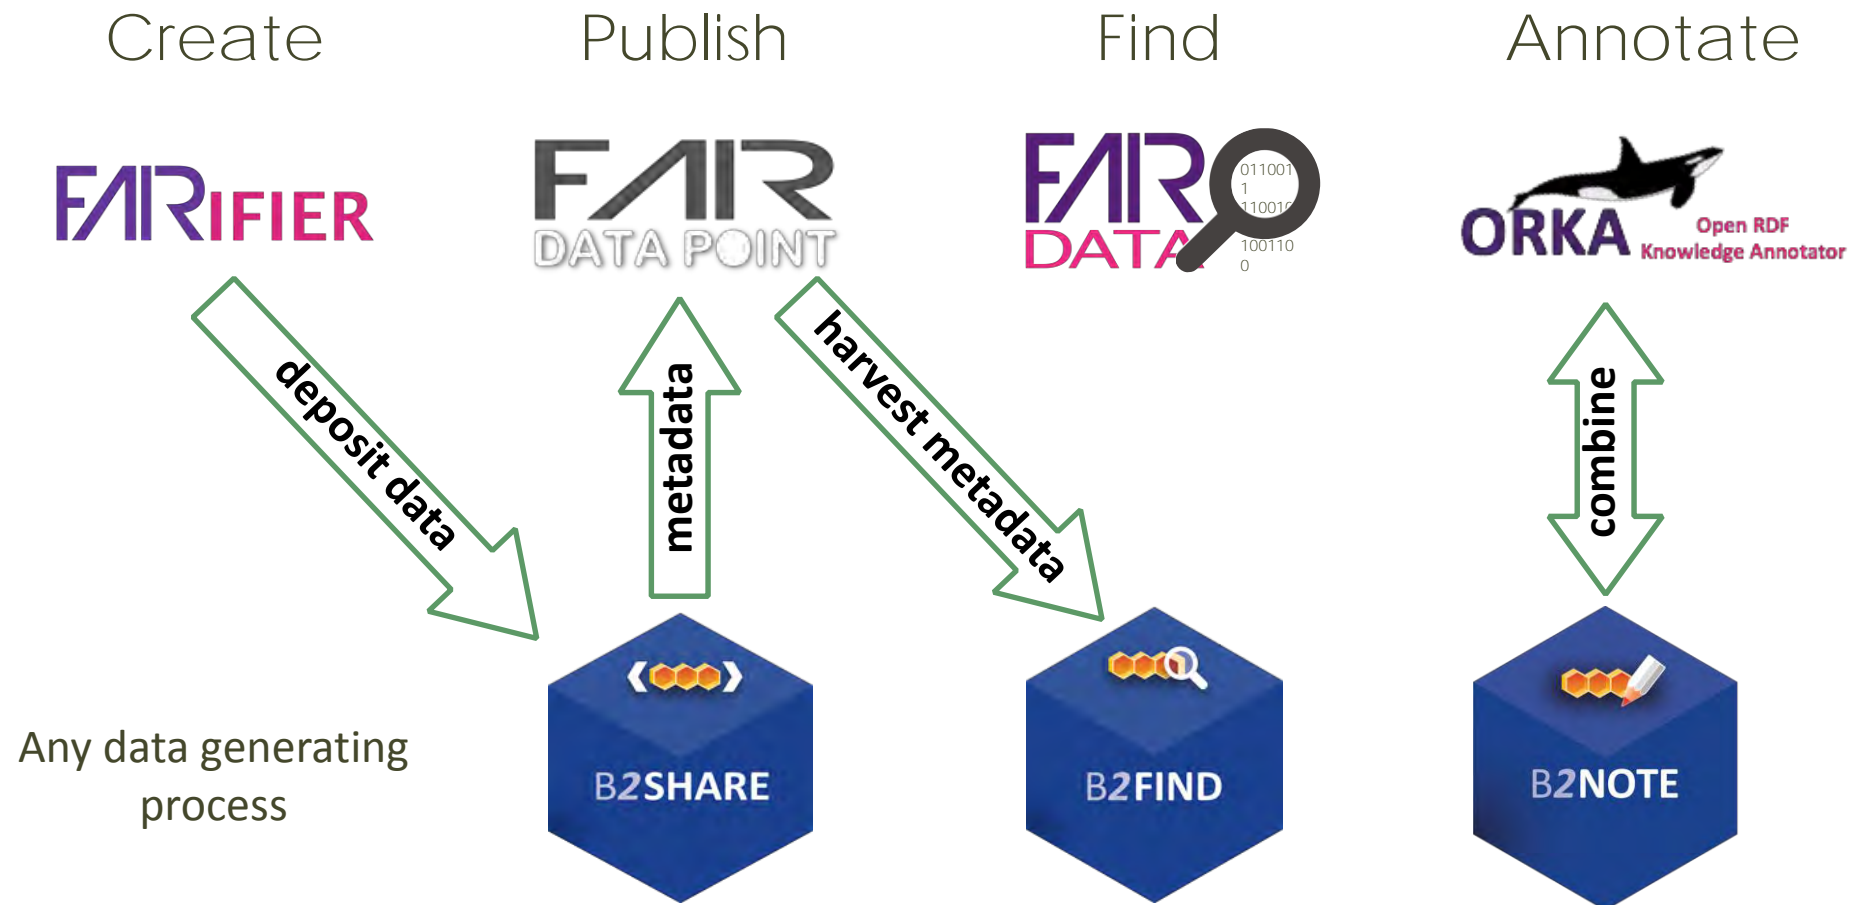 Create
Publish
Find
Annotate
FAIRIFIER
FAIR
DATA POINT
FAIR
DATA
011001
1
110010
100110
0
ORKA
Open RDF
Knowledge Annotator
deposit data
metadata
harvest metadata
combine
Any data generating
process
B2SHARE
B2FIND
B2NOTE